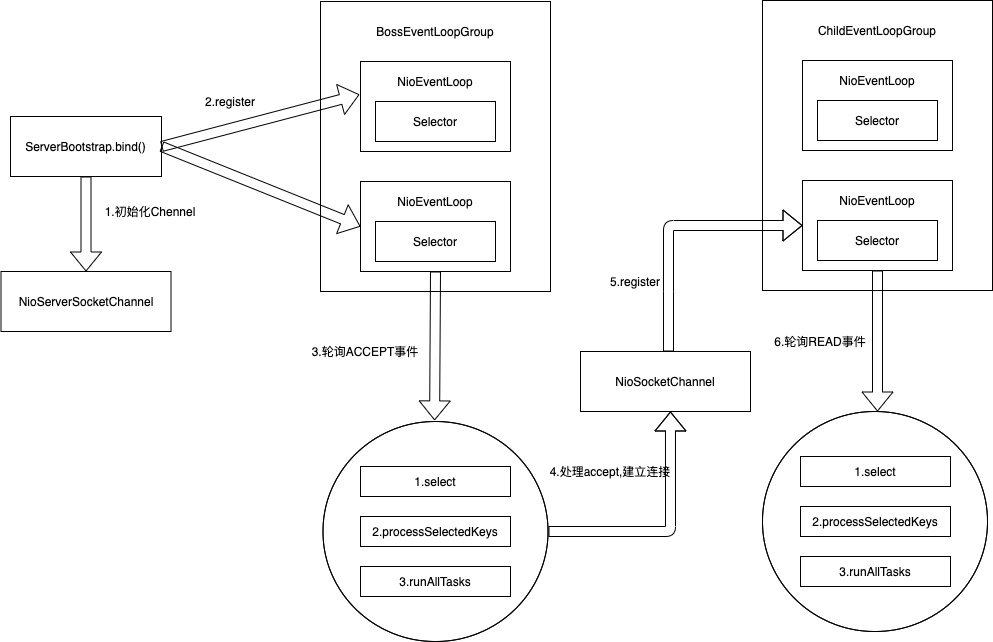 BossEventLoopGroup
ChildEventLoopGroup
NioEventLoop
Selector
NioEventLoop
Selector
2.register
ServerBootstrap.bind()
1.初始化Chennel
NioServerSocketChannel
NioEventLoop
Selector
NioEventLoop
Selector
5.register
3.轮询ACCEPT事件
6.轮询READ事件
NioSocketChannel
4.处理accept,建立连接
1.select
2.processSelectedKeys
3.runAllTasks
1.select
2.processSelectedKeys
3.runAllTasks